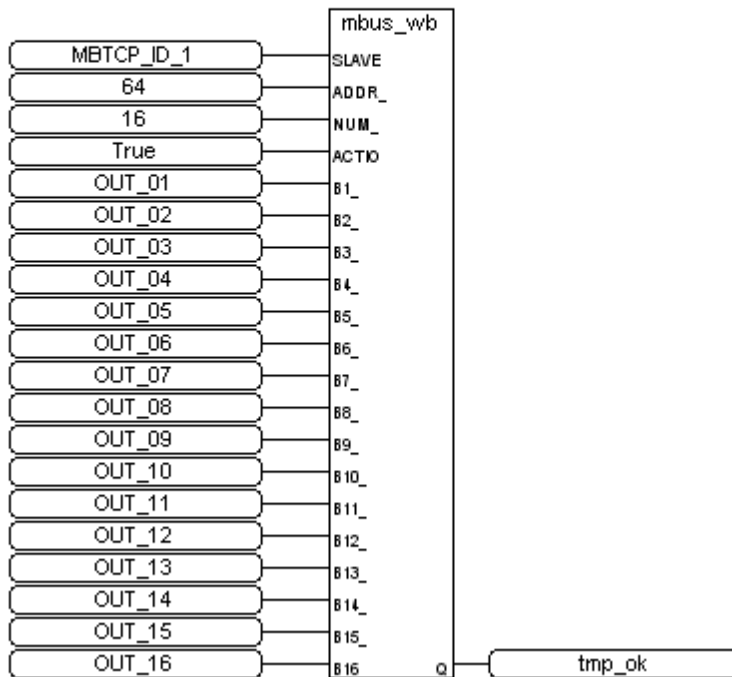 mbus_wb
MBTCP_ID_1 SLAVE
64 ADDR_
16 NUM_
True ACTIO
OUT_01 B1_
OUT_02 B2_
OUT_03 B3_
OUT_04 B4_
OUT_05 B5_
OUT_06 B6_
OUT_07 B7_
OUT_08 B8_
OUT_09 B9_
OUT_10 B10_
OUT_11 B11_
OUT_12 B12_
OUT_13 B13_
OUT_14 B14_
OUT_15 B15_
OUT_16 B16 Q tmp_ok